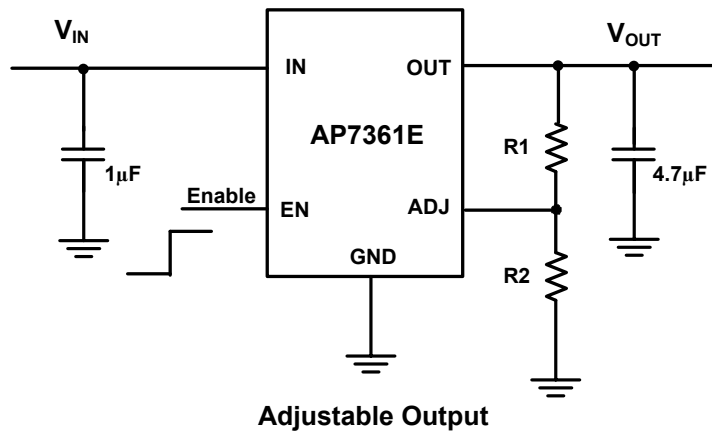 V_IN
V_OUT
IN
OUT
AP7361E
R1
1µF
4.7µF
Enable
EN
ADJ
GND
R2
Adjustable Output